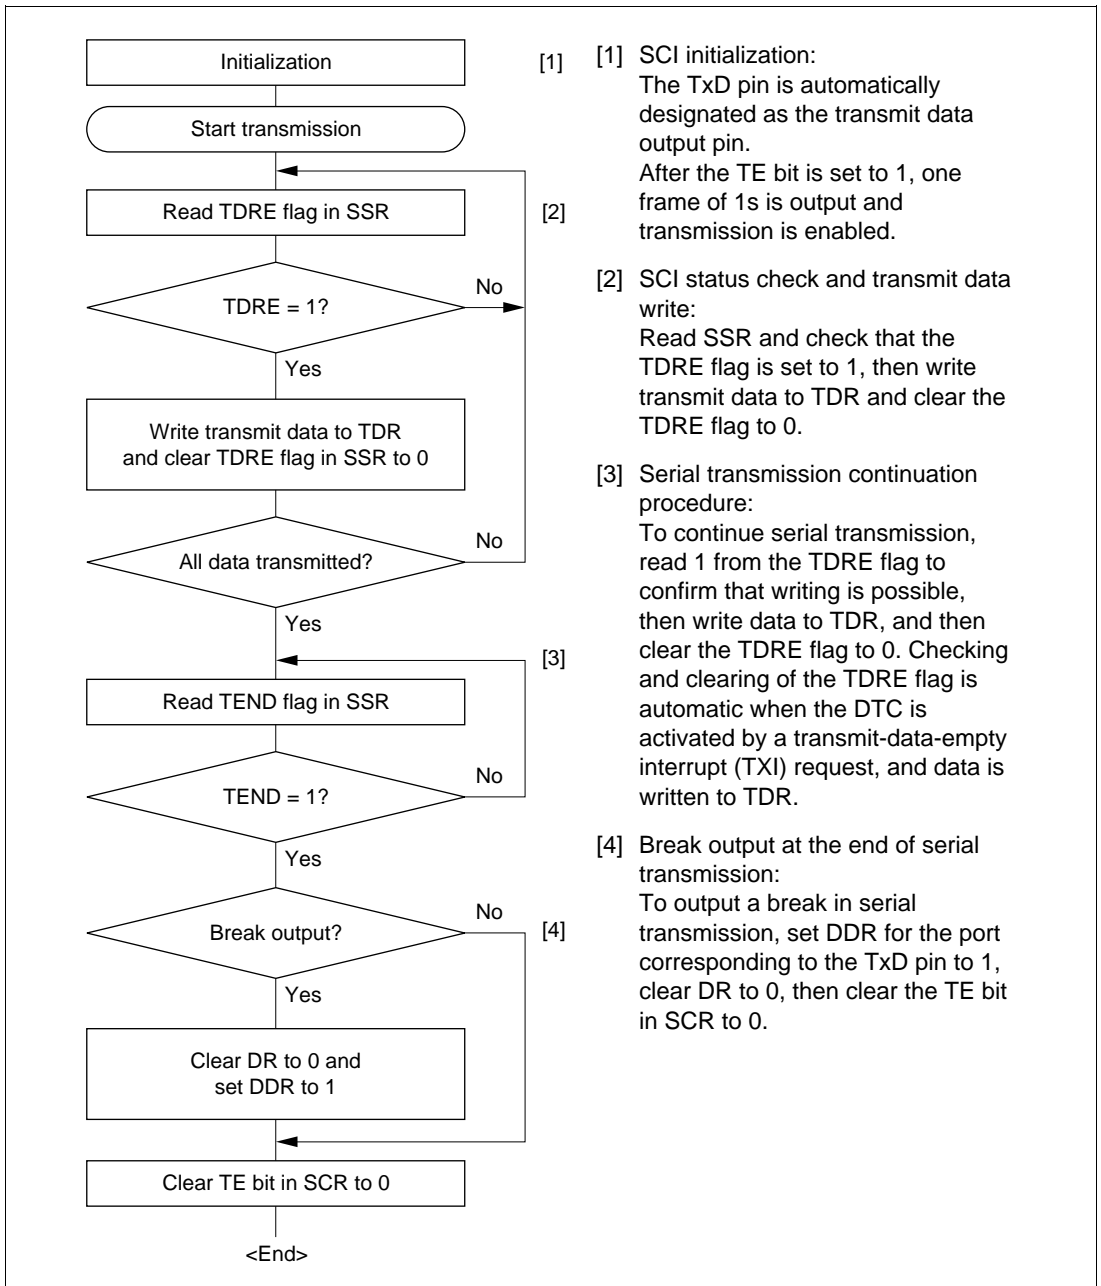 Initialization
[1]
Start transmission
Read TDRE flag in SSR
[2]
TDRE = 1?
No
Yes
Write transmit data to TDR
and clear TDRE flag in SSR to 0
All data transmitted?
No
Yes
[3]
Read TEND flag in SSR
TEND = 1?
No
Yes
Break output?
No
[4]
Yes
Clear DR to 0 and
set DDR to 1
Clear TE bit in SCR to 0
<End>
[1] SCI initialization:
The TxD pin is automatically
designated as the transmit data
output pin.
After the TE bit is set to 1, one
frame of 1s is output and
transmission is enabled.
[2] SCI status check and transmit data
write:
Read SSR and check that the
TDRE flag is set to 1, then write
transmit data to TDR and clear the
TDRE flag to 0.
[3] Serial transmission continuation
procedure:
To continue serial transmission,
read 1 from the TDRE flag to
confirm that writing is possible,
then write data to TDR, and then
clear the TDRE flag to 0. Checking
and clearing of the TDRE flag is
automatic when the DTC is
activated by a transmit-data-empty
interrupt (TXI) request, and data is
written to TDR.
[4] Break output at the end of serial
transmission:
To output a break in serial
transmission, set DDR for the port
corresponding to the TxD pin to 1,
clear DR to 0, then clear the TE bit
in SCR to 0.